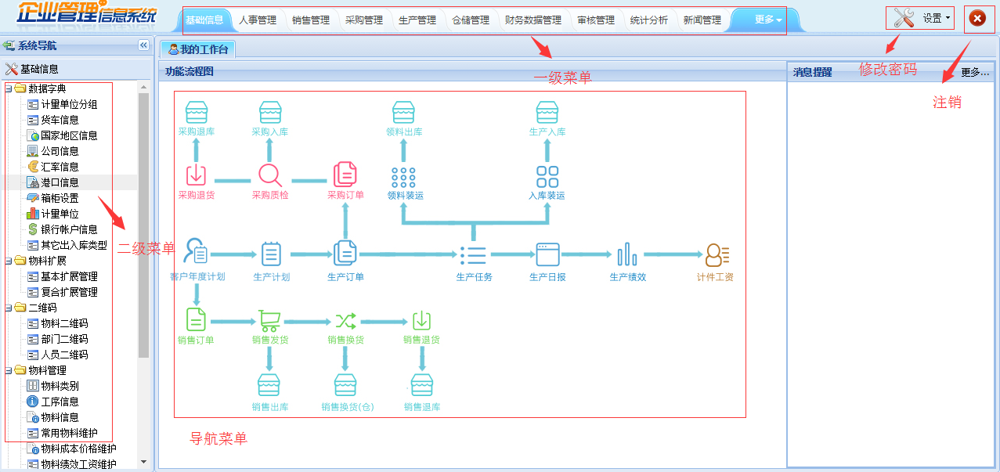 企业管理信息系统
基础信息 人事管理 销售管理 采购管理 生产管理 仓储管理 财务数据管理 审核管理 统计分析 新闻管理 更多
设置
系统导航
我的工作台
基础信息
功能流程图
消息提醒
更多...
一级菜单
修改密码
注销
数据字典
计量单位分组
货车信息
国家地区信息
公司信息
汇率信息
港口信息
箱柜设置
计量单位
银行帐户信息
其它出入库类型
物料扩展
基本扩展管理
复合扩展管理
二维码
物料二维码
部门二维码
人员二维码
物料管理
物料类别
工序信息
物料信息
常用物料维护
物料成本价格维护
物料绩效工资维护
二级菜单
采购退库 采购入库 领料出库 生产入库
采购退货 采购质检 采购订单 领料装运 入库装运
客户年度计划 生产计划 生产订单 生产任务 生产日报 生产绩效 计件工资
销售订单 销售发货 销售换货 销售退货
销售出库 销售换货(仓) 销售退库
导航菜单